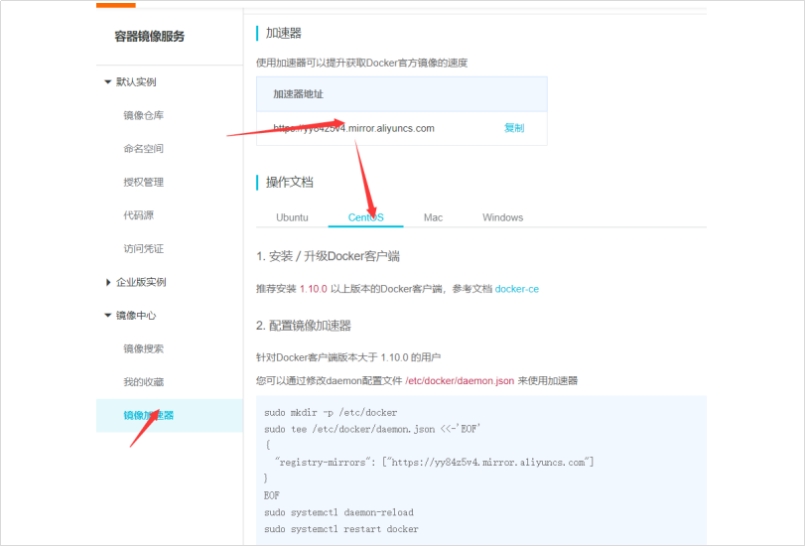 容器镜像服务
默认实例
镜像仓库
命名空间
授权管理
代码源
访问凭证
企业版实例
镜像中心
镜像搜索
我的收藏
镜像加速器
加速器
使用加速器可以提升获取Docker官方镜像的速度
加速器地址
https://yy84z5v4.mirror.aliyuncs.com 复制
操作文档
Ubuntu CentOS Mac Windows
1. 安装 / 升级Docker客户端
推荐安装 1.10.0 以上版本的Docker客户端，参考文档 docker-ce
2. 配置镜像加速器
针对Docker客户端版本大于 1.10.0 的用户
您可以通过修改daemon配置文件 /etc/docker/daemon.json 来使用加速器
sudo mkdir -p /etc/docker
sudo tee /etc/docker/daemon.json <<-'EOF'
{
"registry-mirrors": ["https://yy84z5v4.mirror.aliyuncs.com"]
}
EOF
sudo systemctl daemon-reload
sudo systemctl restart docker